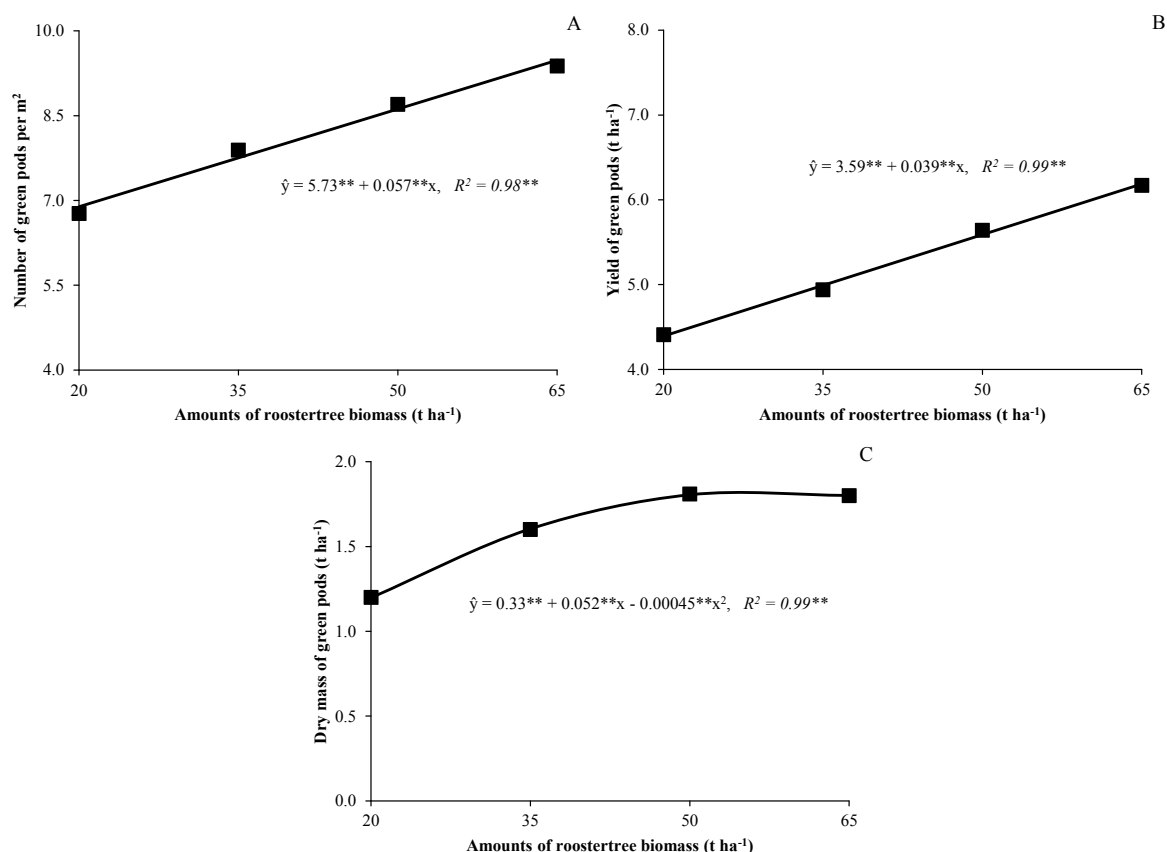 A
Number of green pods per m²
10.0
8.5
7.0
5.5
4.0
ŷ = 5.73** + 0.057**x, R² = 0.98**
20 35 50 65
Amounts of roostertree biomass (t ha⁻¹)
B
Yield of green pods (t ha⁻¹)
8.0
7.0
6.0
5.0
4.0
ŷ = 3.59** + 0.039**x, R² = 0.99**
20 35 50 65
Amounts of roostertree biomass (t ha⁻¹)
C
Dry mass of green pods (t ha⁻¹)
2.0
1.5
1.0
0.5
0.0
ŷ = 0.33** + 0.052**x - 0.00045**x², R² = 0.99**
20 35 50 65
Amounts of roostertree biomass (t ha⁻¹)